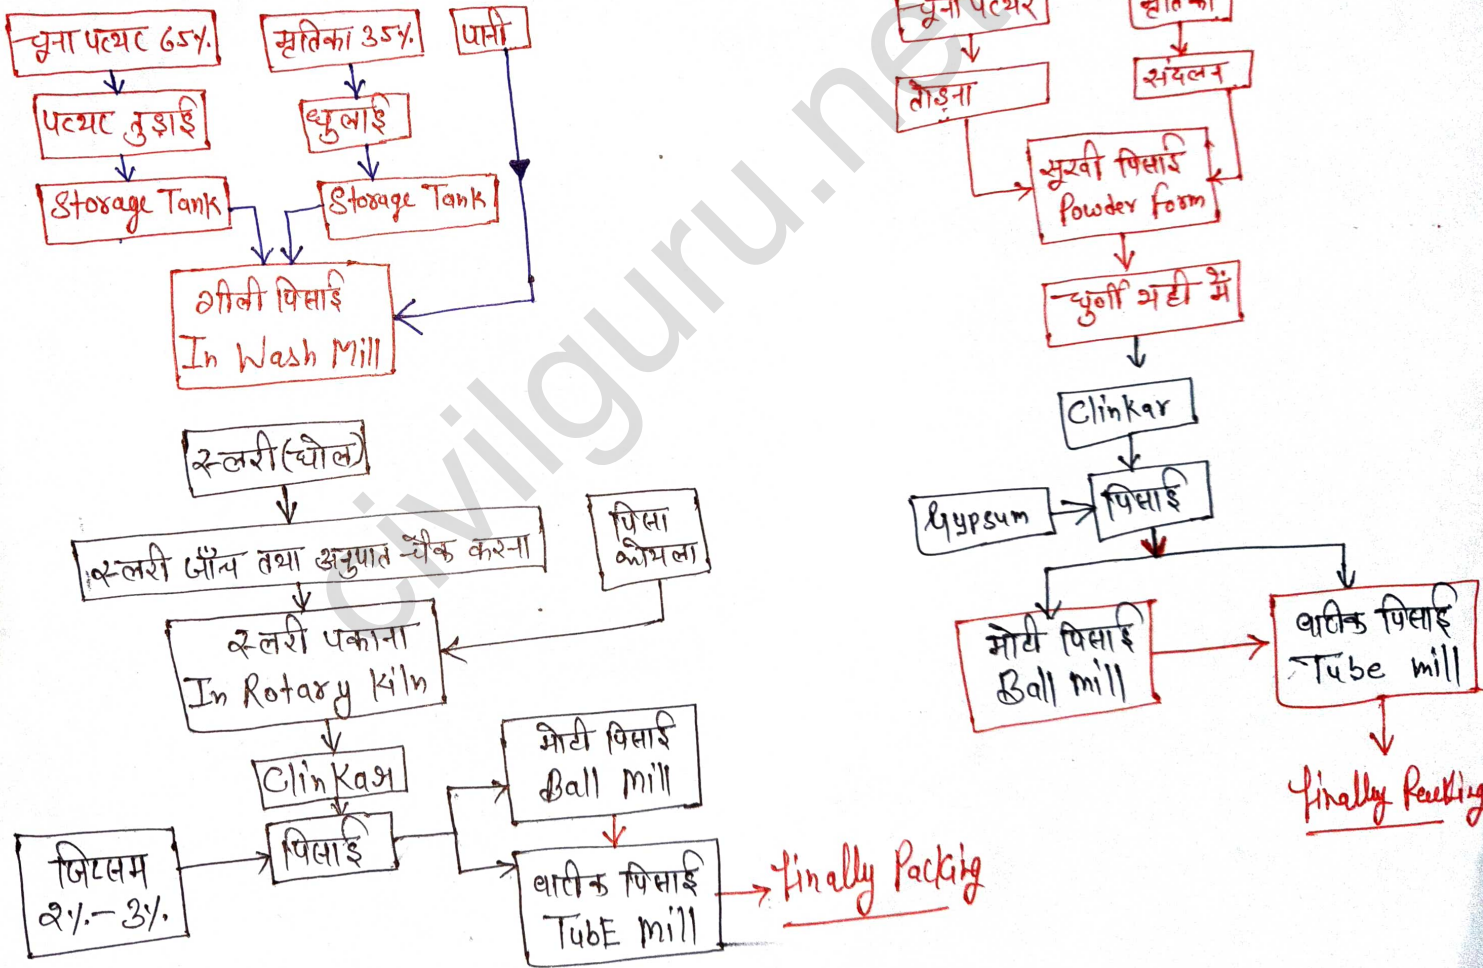 चूना पत्थर 65%.
मृतिका 35%.
पानी
पत्थर तुड़ाई
धुलाई
Storage Tank
Storage Tank
गीली पिसाई
In Wash Mill
स्लरी (घोल)
स्लरी जाँच तथा अनुपात चैक करना
पिसा
कोयला
स्लरी पकाना
In Rotary Kiln
Clinkar
जिप्सम
2%.-3%.
पिसाई
मोटी पिसाई
Ball mill
बारीक पिसाई
TubE mill
finally Packing
चूना पत्थर
मृतिका
तोड़ना
संदलन
सूखी पिसाई
Powder form
घुर्णी भट्टी में
Clinkar
Gypsum
पिसाई
मोटी पिसाई
Ball mill
बारीक पिसाई
Tube mill
finally Packing
civilguru.net